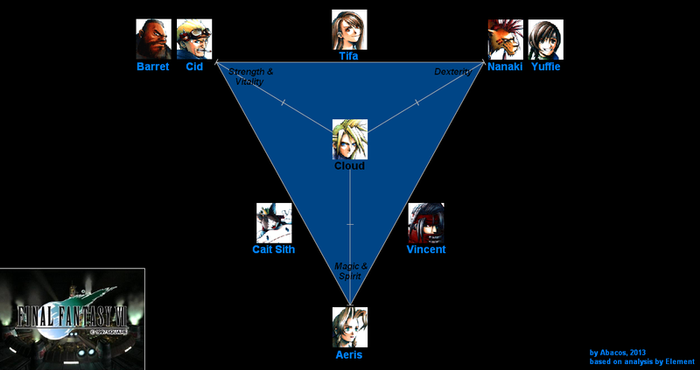 Tifa
Barret Cid
Nanaki Yuffie
Strength &
Vitality
Dexterity
Cloud
Cait Sith
Vincent
Magic &
Spirit
FINAL FANTASY VII
©1997 SQUARE
Aeris
by Abacos, 2013
based on analysis by Element